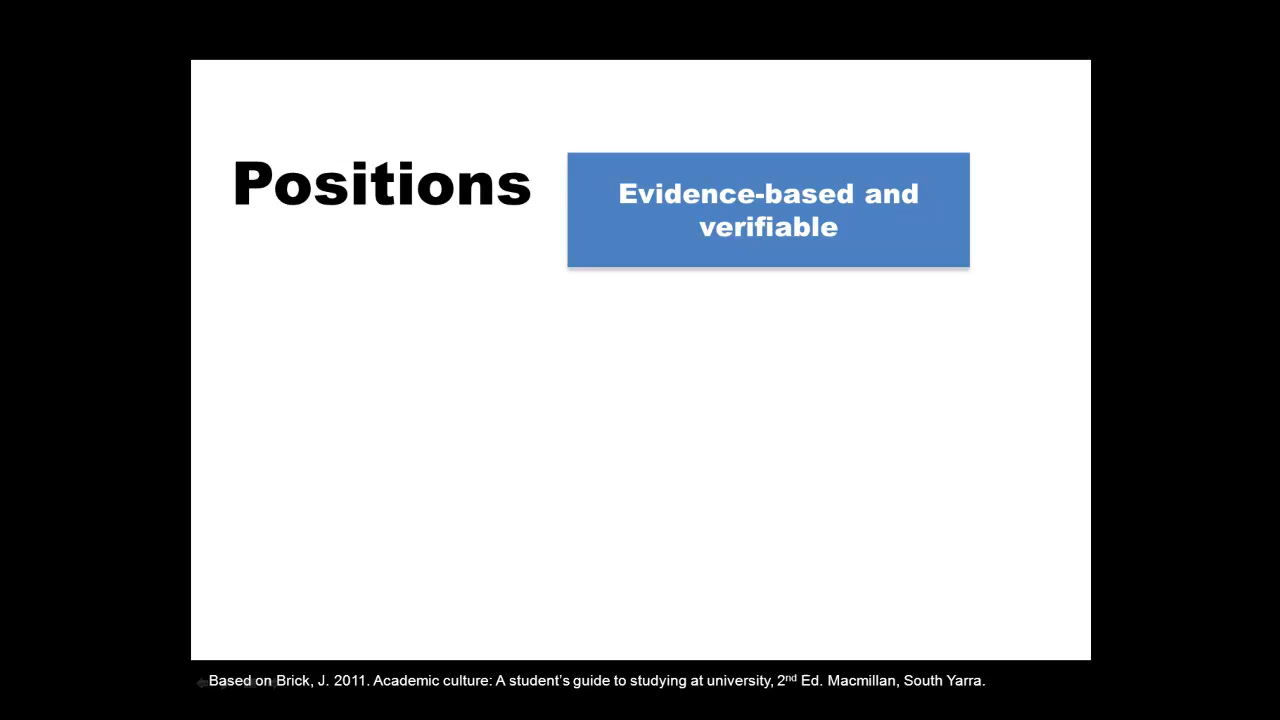 Positions
Evidence-based and
verifiable
Based on Brick, J. 2011. Academic culture: A student’s guide to studying at university, 2nd Ed. Macmillan, South Yarra.